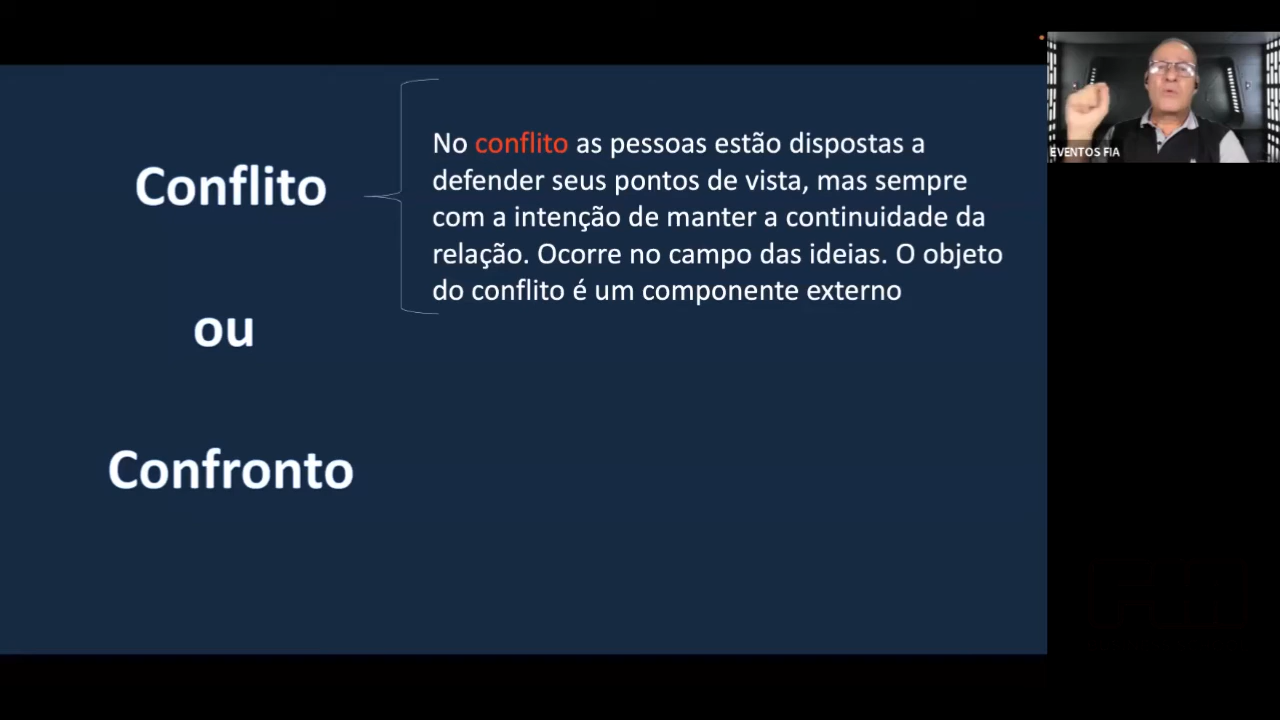 Conflito
ou
Confronto
No conflito as pessoas estão dispostas a
defender seus pontos de vista, mas sempre
com a intenção de manter a continuidade da
relação. Ocorre no campo das ideias. O objeto
do conflito é um componente externo
EVENTOS FIA